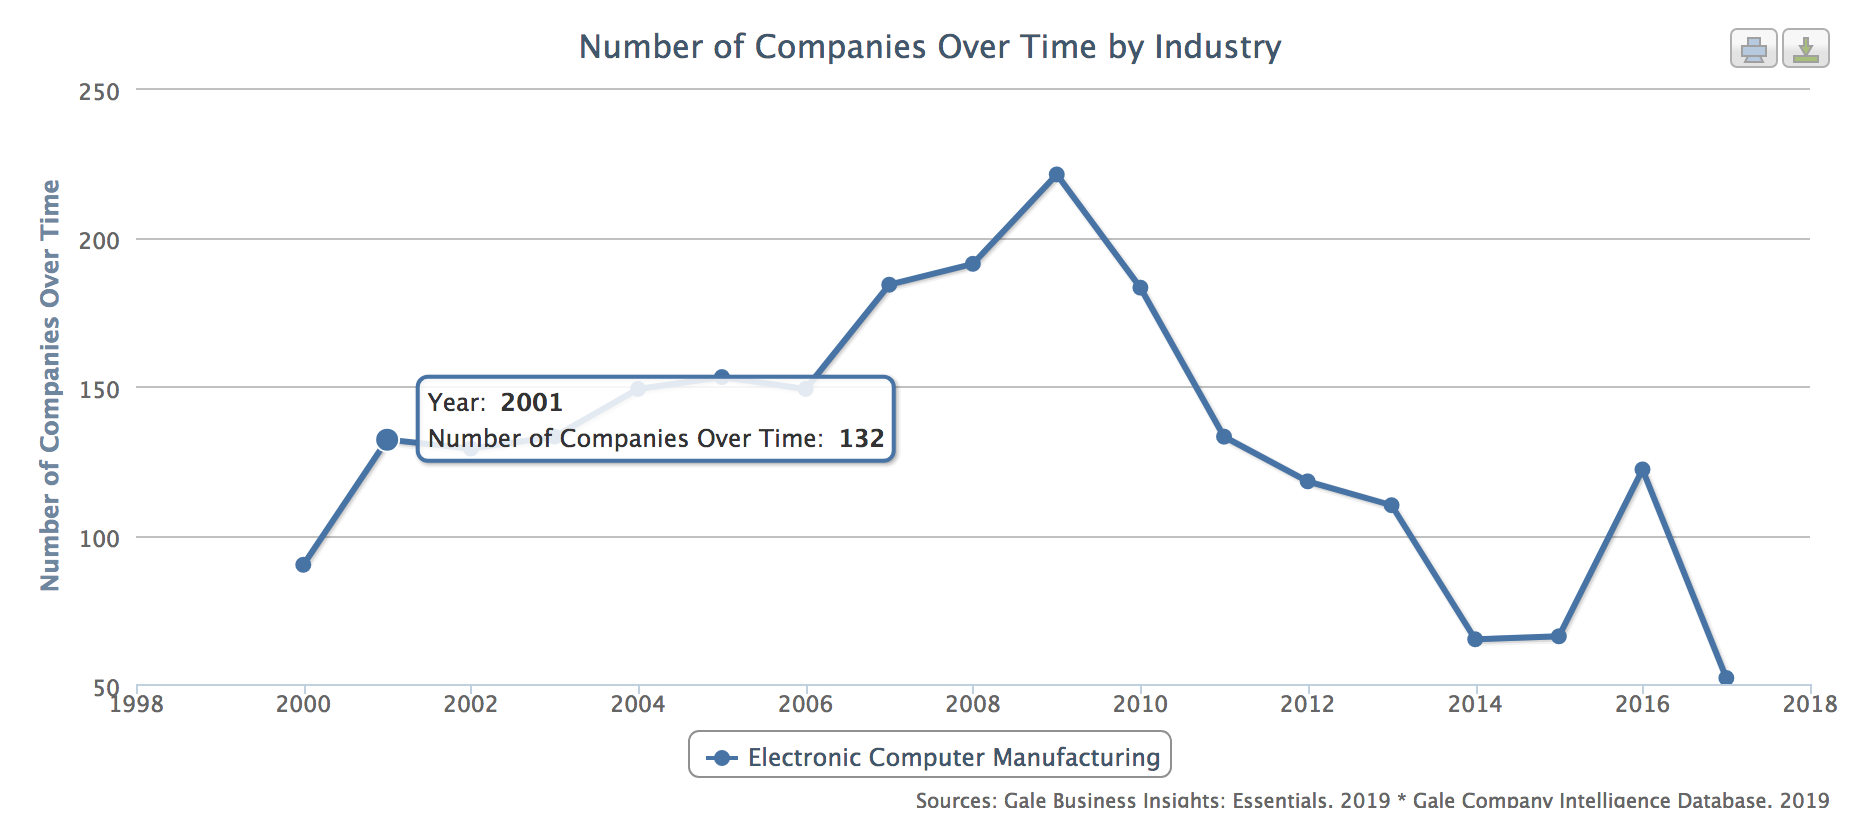 Number of Companies Over Time by Industry
Number of Companies Over Time
250
200
150
100
50
Year: 2001
Number of Companies Over Time: 132
1998 2000 2002 2004 2006 2008 2010 2012 2014 2016 2018
Electronic Computer Manufacturing
Sources: Gale Business Insights: Essentials. 2019 * Gale Company Intelligence Database. 2019